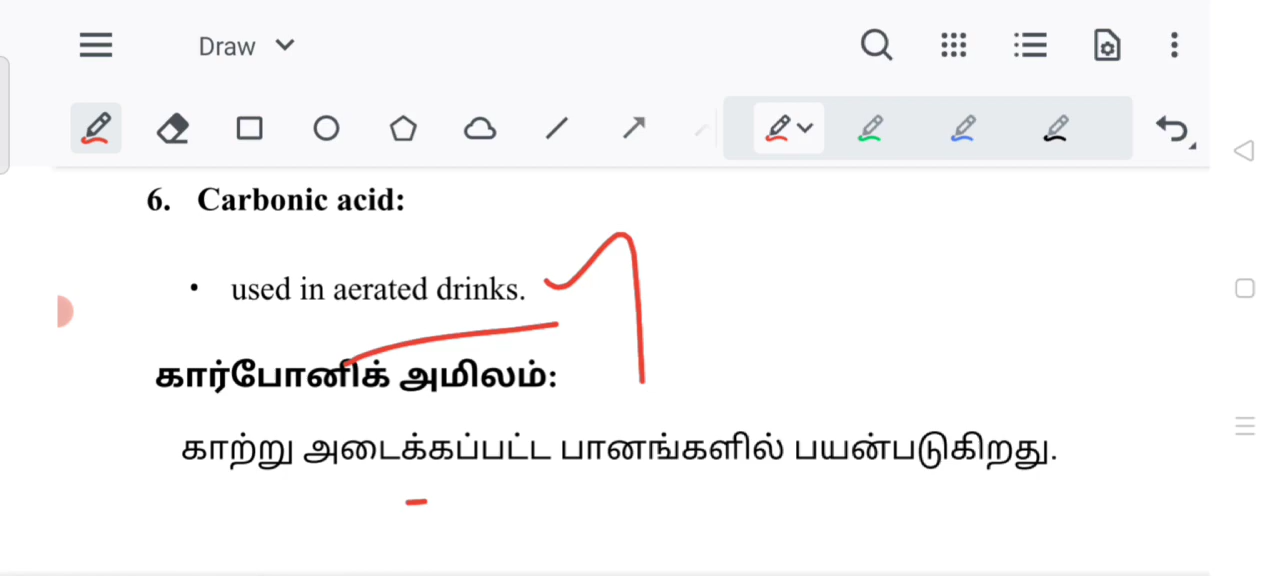 Draw
6. Carbonic acid:
• used in aerated drinks.
கார்போனிக் அமிலம்:
காற்று அடைக்கப்பட்ட பானங்களில் பயன்படுகிறது.